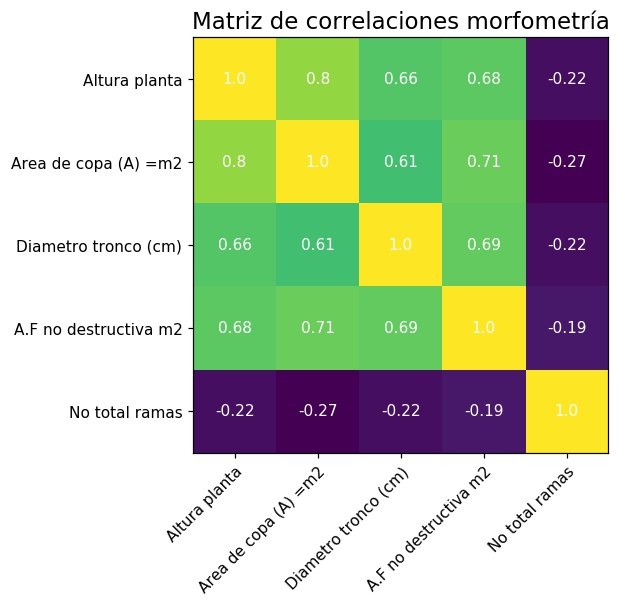 Matriz de correlaciones morfometría
Altura planta 1.0 0.8 0.66 0.68 -0.22
Area de copa (A) =m2 0.8 1.0 0.61 0.71 -0.27
Diametro tronco (cm) 0.66 0.61 1.0 0.69 -0.22
A.F no destructiva m2 0.68 0.71 0.69 1.0 -0.19
No total ramas -0.22 -0.27 -0.22 -0.19 1.0
Altura planta
Area de copa (A) =m2
Diametro tronco (cm)
A.F no destructiva m2
No total ramas